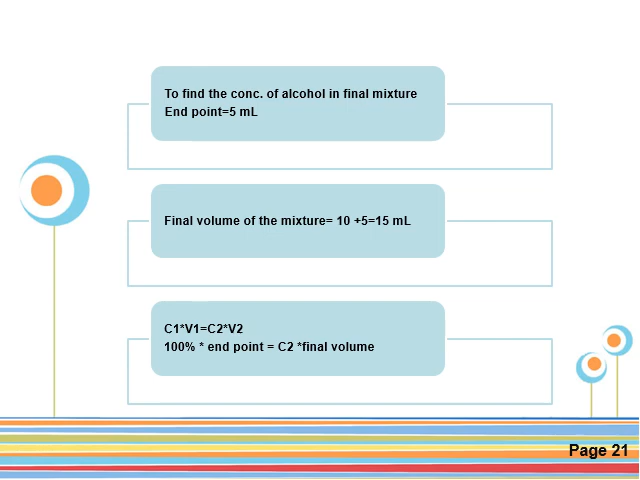 To find the conc. of alcohol in final mixture
End point=5 mL
Final volume of the mixture= 10 +5=15 mL
C1*V1=C2*V2
100% * end point = C2 *final volume
Page 21